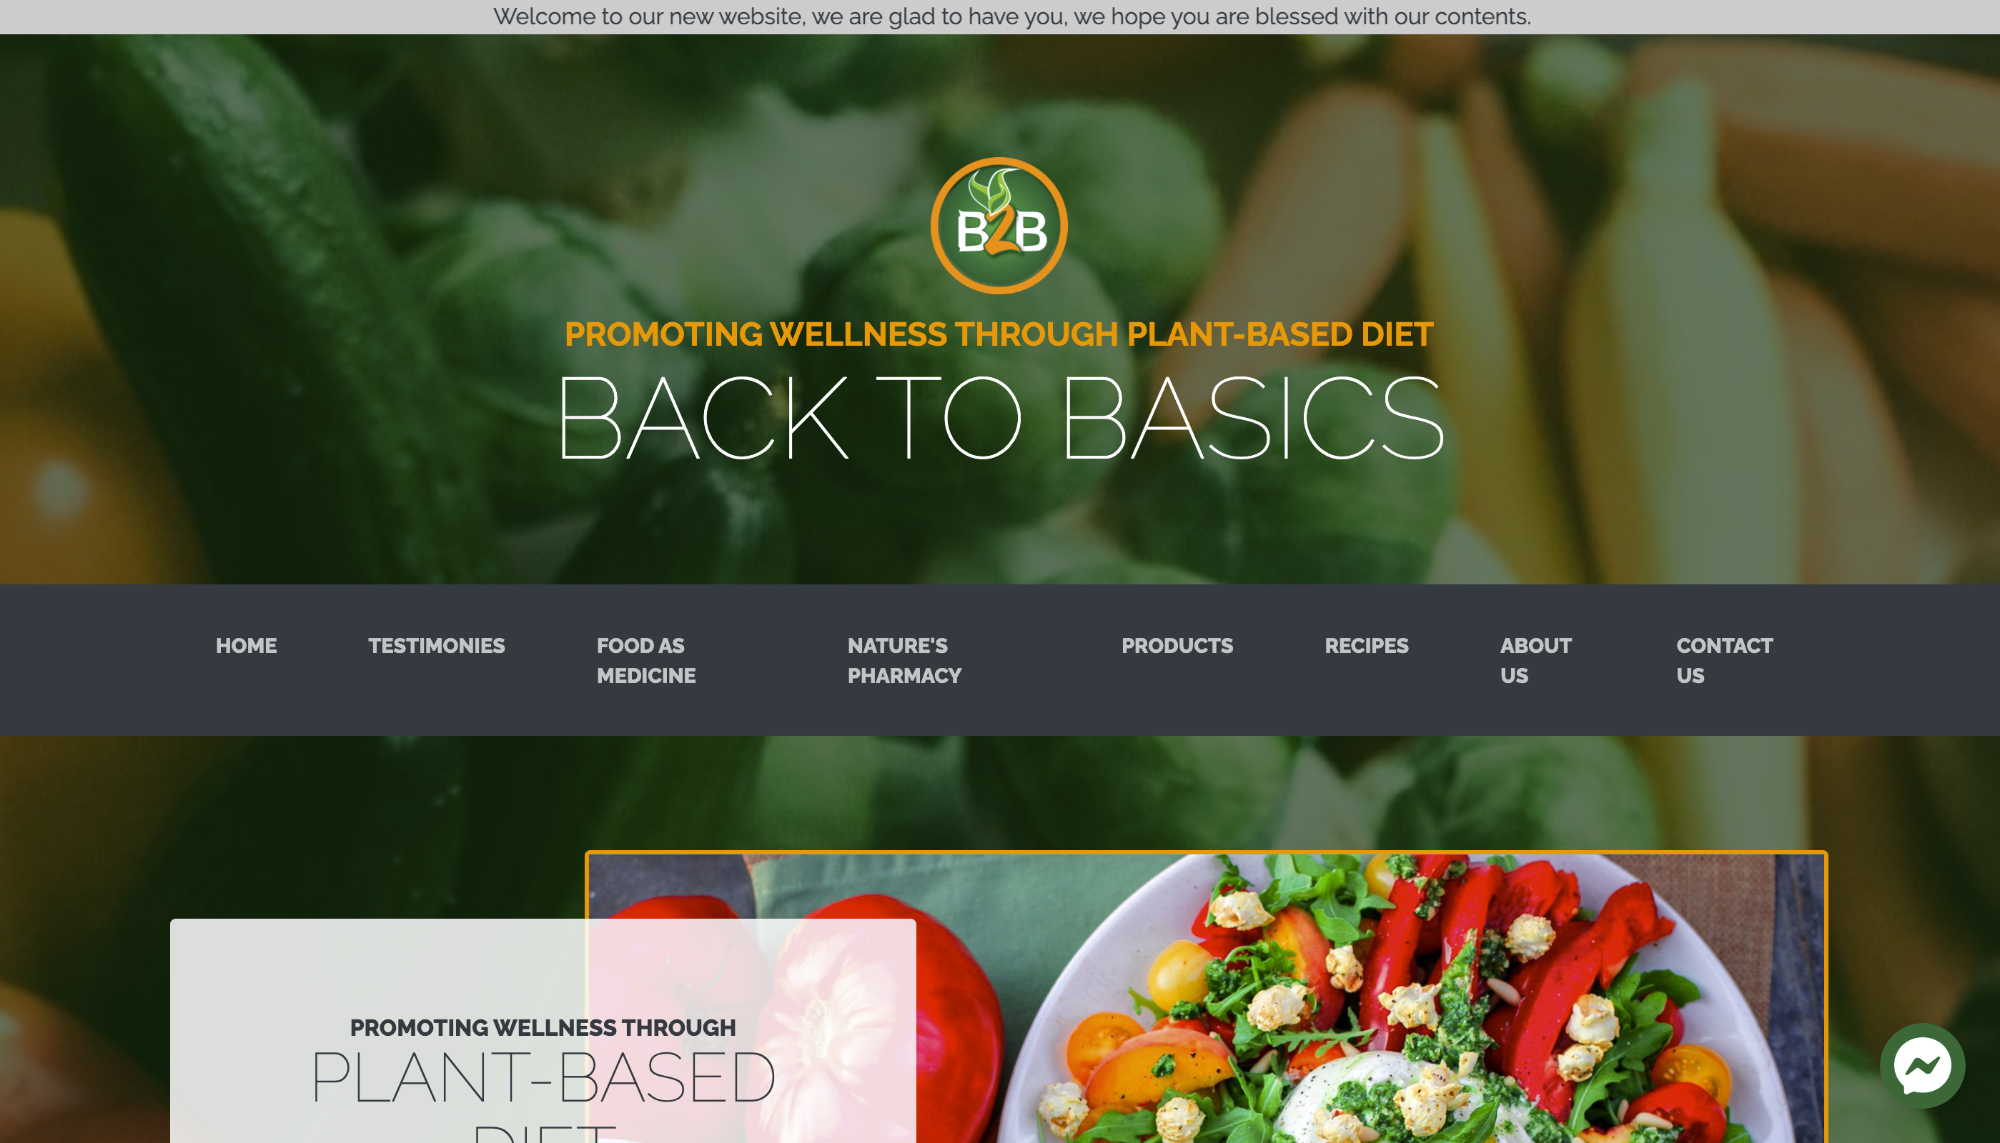 Welcome to our new website, we are glad to have you, we hope you are blessed with our contents.
B2B
PROMOTING WELLNESS THROUGH PLANT-BASED DIET
BACK TO BASICS
HOME
TESTIMONIES
FOOD AS
MEDICINE
NATURE'S
PHARMACY
PRODUCTS
RECIPES
ABOUT
US
CONTACT
US
PROMOTING WELLNESS THROUGH
PLANT-BASED
DIET